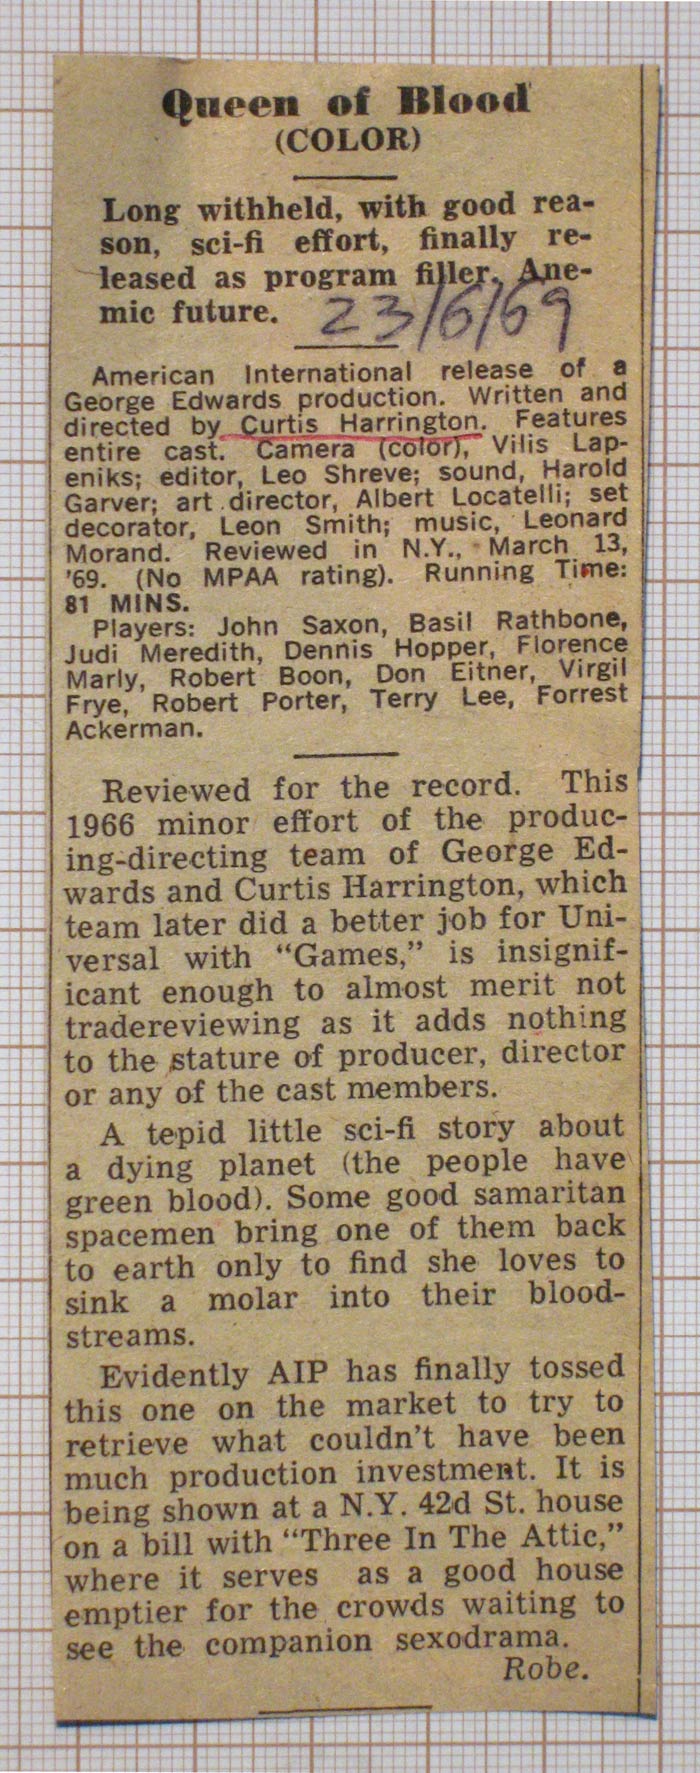 Queen of Blood
(COLOR)
Long withheld, with good rea-
son, sci-fi effort, finally re-
leased as program filler. Ane-
mic future.
23/6/69
American International release of a
George Edwards production. Written and
directed by Curtis Harrington. Features
entire cast. Camera (color), Vilis Lap-
eniks; editor, Leo Shreve; sound, Harold
Garver; art director, Albert Locatelli; set
decorator, Leon Smith; music, Leonard
Morand. Reviewed in N.Y., March 13,
'69. (No MPAA rating). Running Time:
81 MINS.
Players: John Saxon, Basil Rathbone,
Judi Meredith, Dennis Hopper, Florence
Marly, Robert Boon, Don Eitner, Virgil
Frye, Robert Porter, Terry Lee, Forrest
Ackerman.
Reviewed for the record. This
1966 minor effort of the produc-
ing-directing team of George Ed-
wards and Curtis Harrington, which
team later did a better job for Uni-
versal with "Games," is insignif-
icant enough to almost merit not
tradereviewing as it adds nothing
to the stature of producer, director
or any of the cast members.
A tepid little sci-fi story about
a dying planet (the people have
green blood). Some good samaritan
spacemen bring one of them back
to earth only to find she loves to
sink a molar into their blood-
streams.
Evidently AIP has finally tossed
this one on the market to try to
retrieve what couldn't have been
much production investment. It is
being shown at a N.Y. 42d St. house
on a bill with "Three In The Attic,"
where it serves as a good house
emptier for the crowds waiting to
see the companion sexodrama.
Robe.